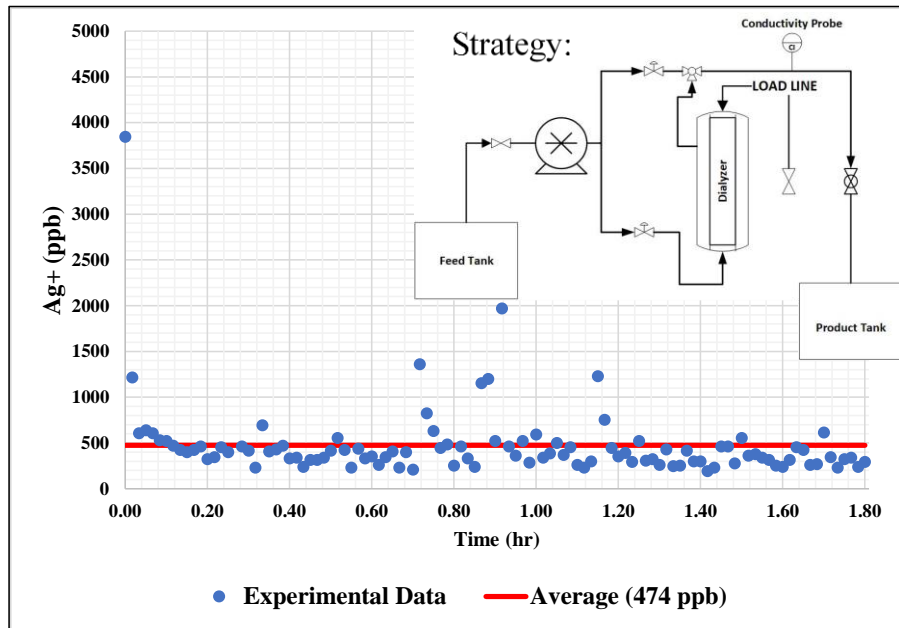 Strategy:
Conductivity Probe
CI
LOAD LINE
Dialyzer
Feed Tank
Product Tank
Ag+ (ppb)
5000
4500
4000
3500
3000
2500
2000
1500
1000
500
0
0.00 0.20 0.40 0.60 0.80 1.00 1.20 1.40 1.60 1.80
Time (hr)
Experimental Data Average (474 ppb)